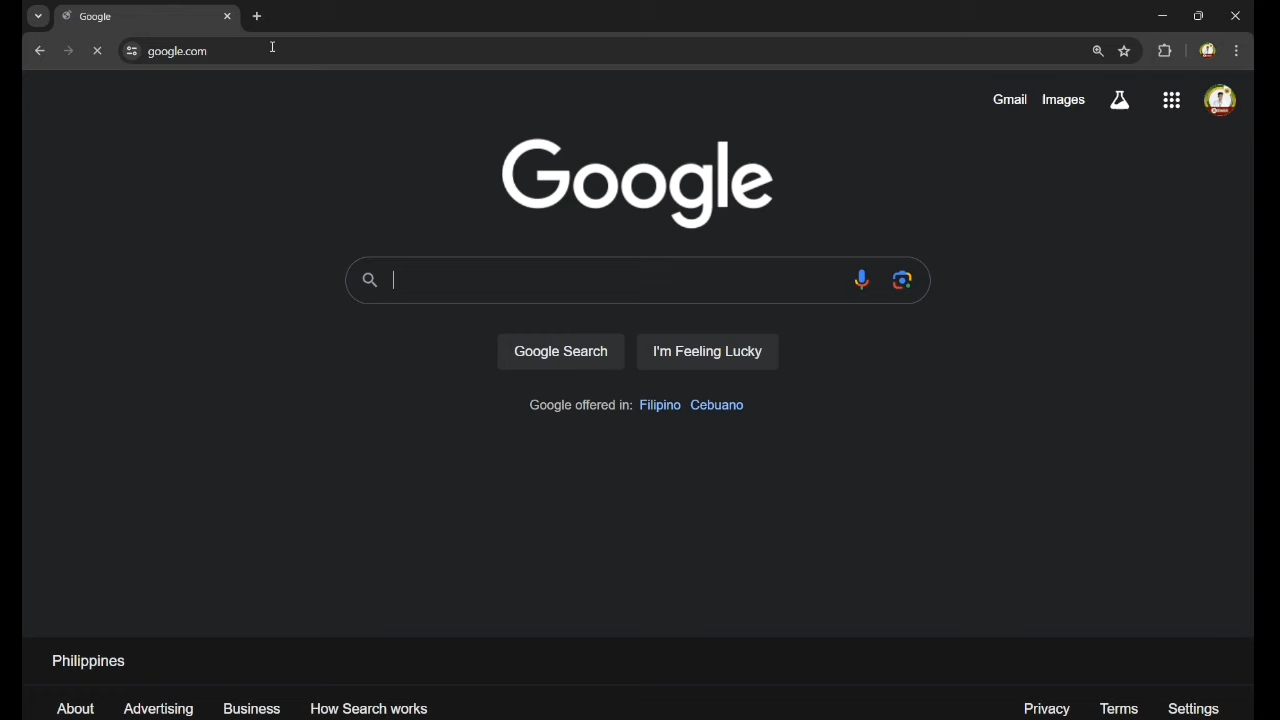 Google
google.com
Gmail Images
Google
Google Search I'm Feeling Lucky
Google offered in: Filipino Cebuano
Philippines
About Advertising Business How Search works Privacy Terms Settings